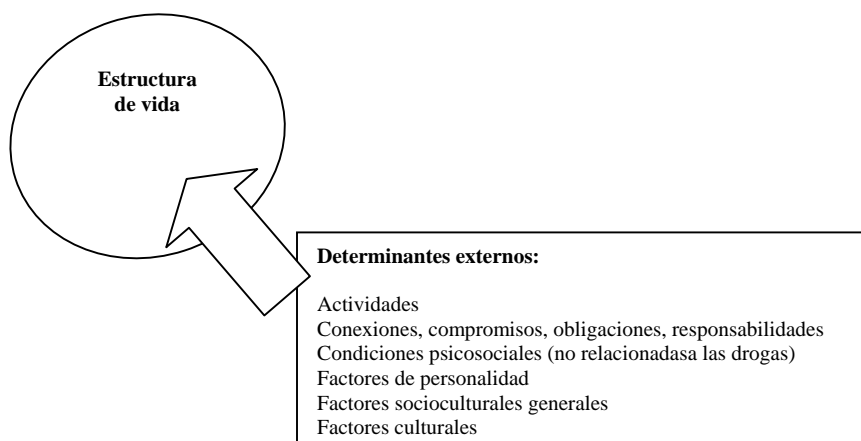 Estructura
de vida
Determinantes externos:
Actividades
Conexiones, compromisos, obligaciones, responsabilidades
Condiciones psicosociales (no relacionadasa las drogas)
Factores de personalidad
Factores socioculturales generales
Factores culturales